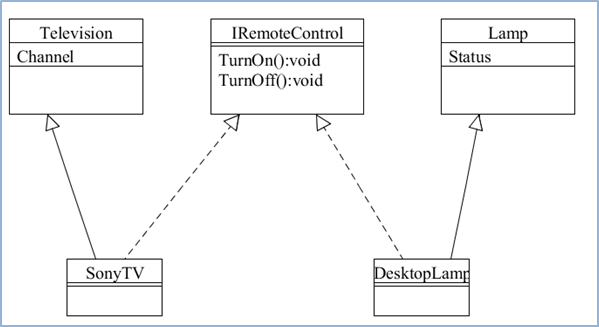 Television
Channel
IRemoteControl
TurnOn():void
TurnOff():void
Lamp
Status
SonyTV
DesktopLamp